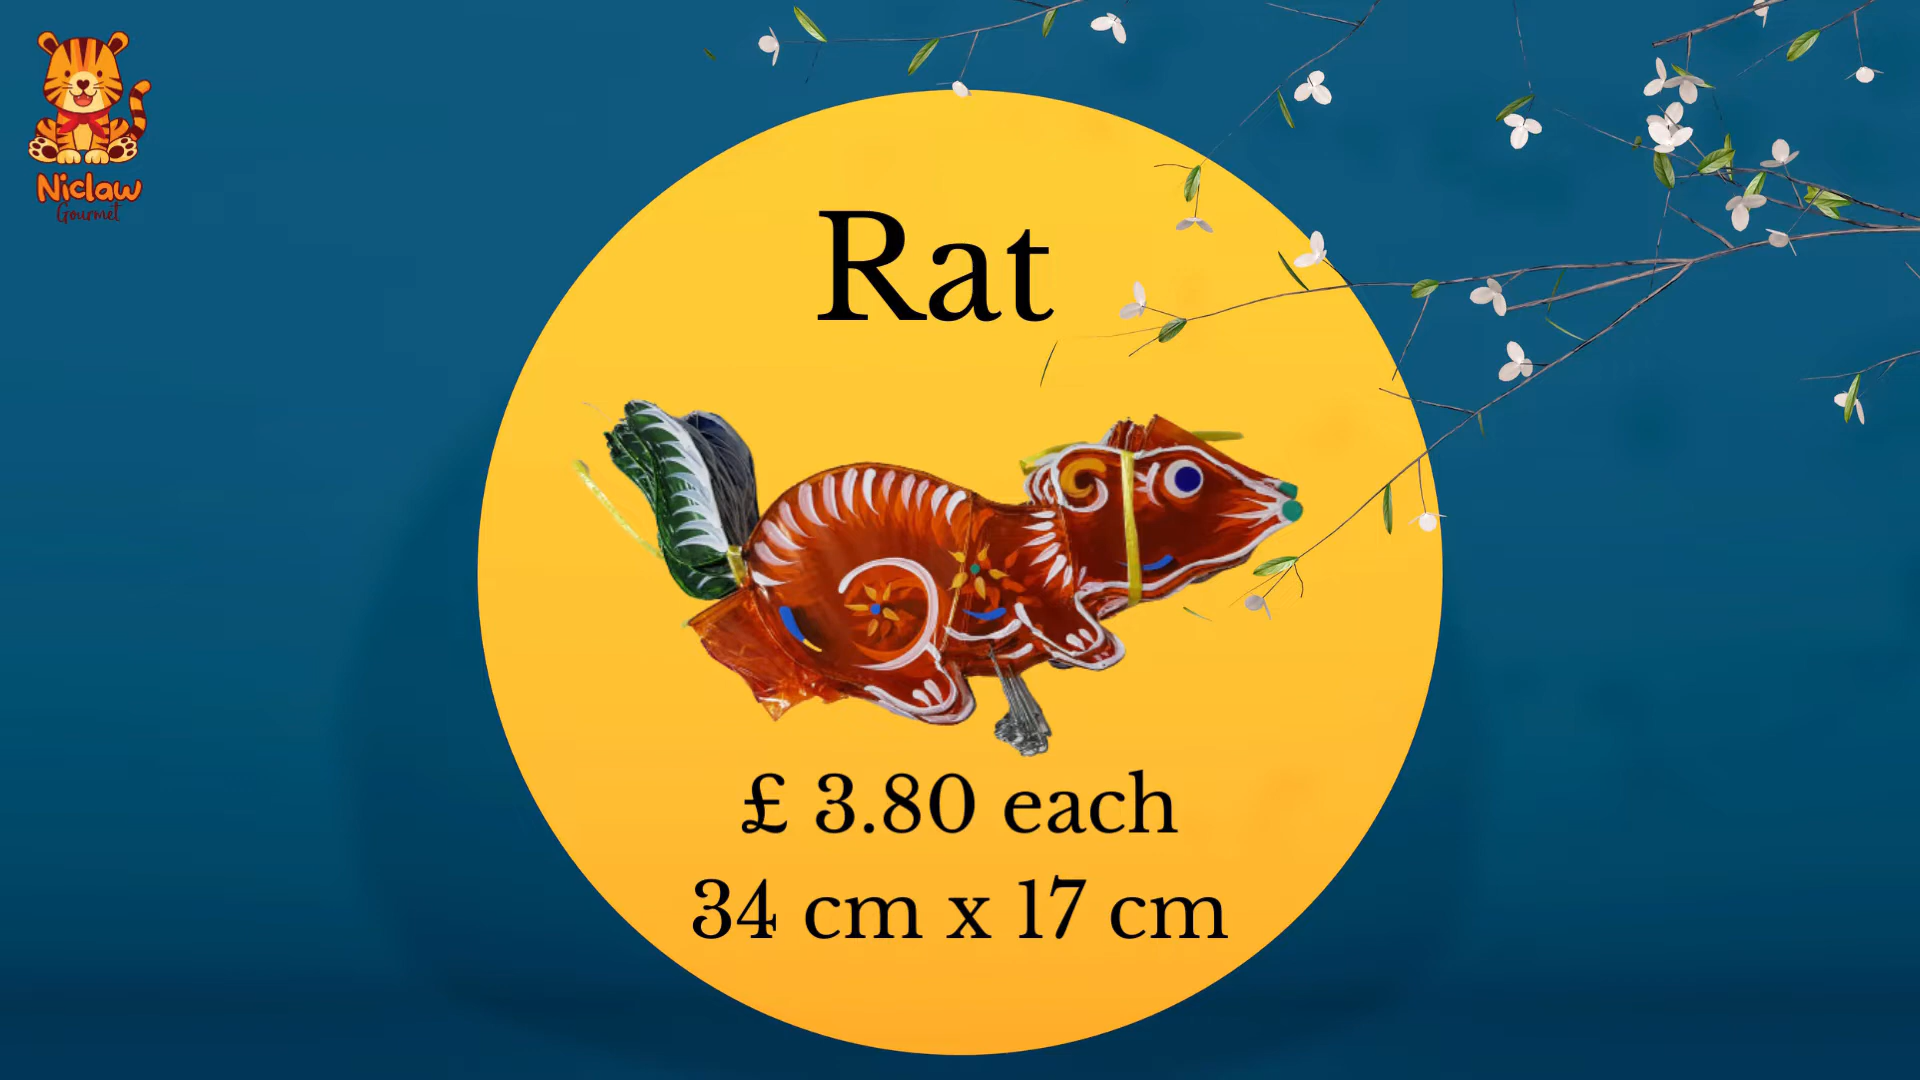 Niclaw
Gourmet
Rat
£ 3.80 each
34 cm x 17 cm